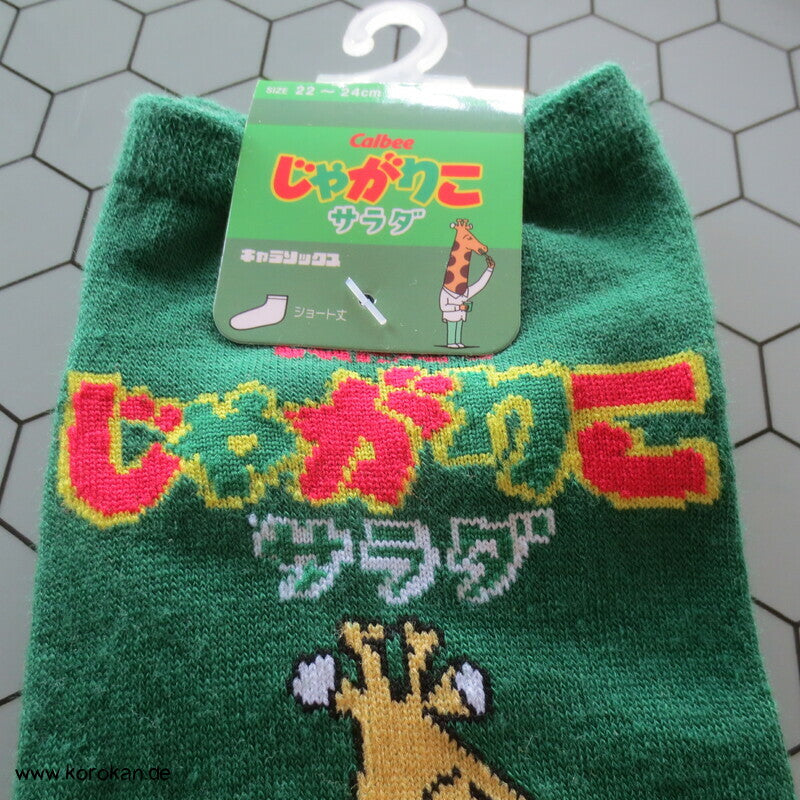 SIZE 22～24cm
Calbee
じゃがりこ
サラダ
キャラソックス
ショート丈
じゃがりこ
サラダ
www.korokan.de